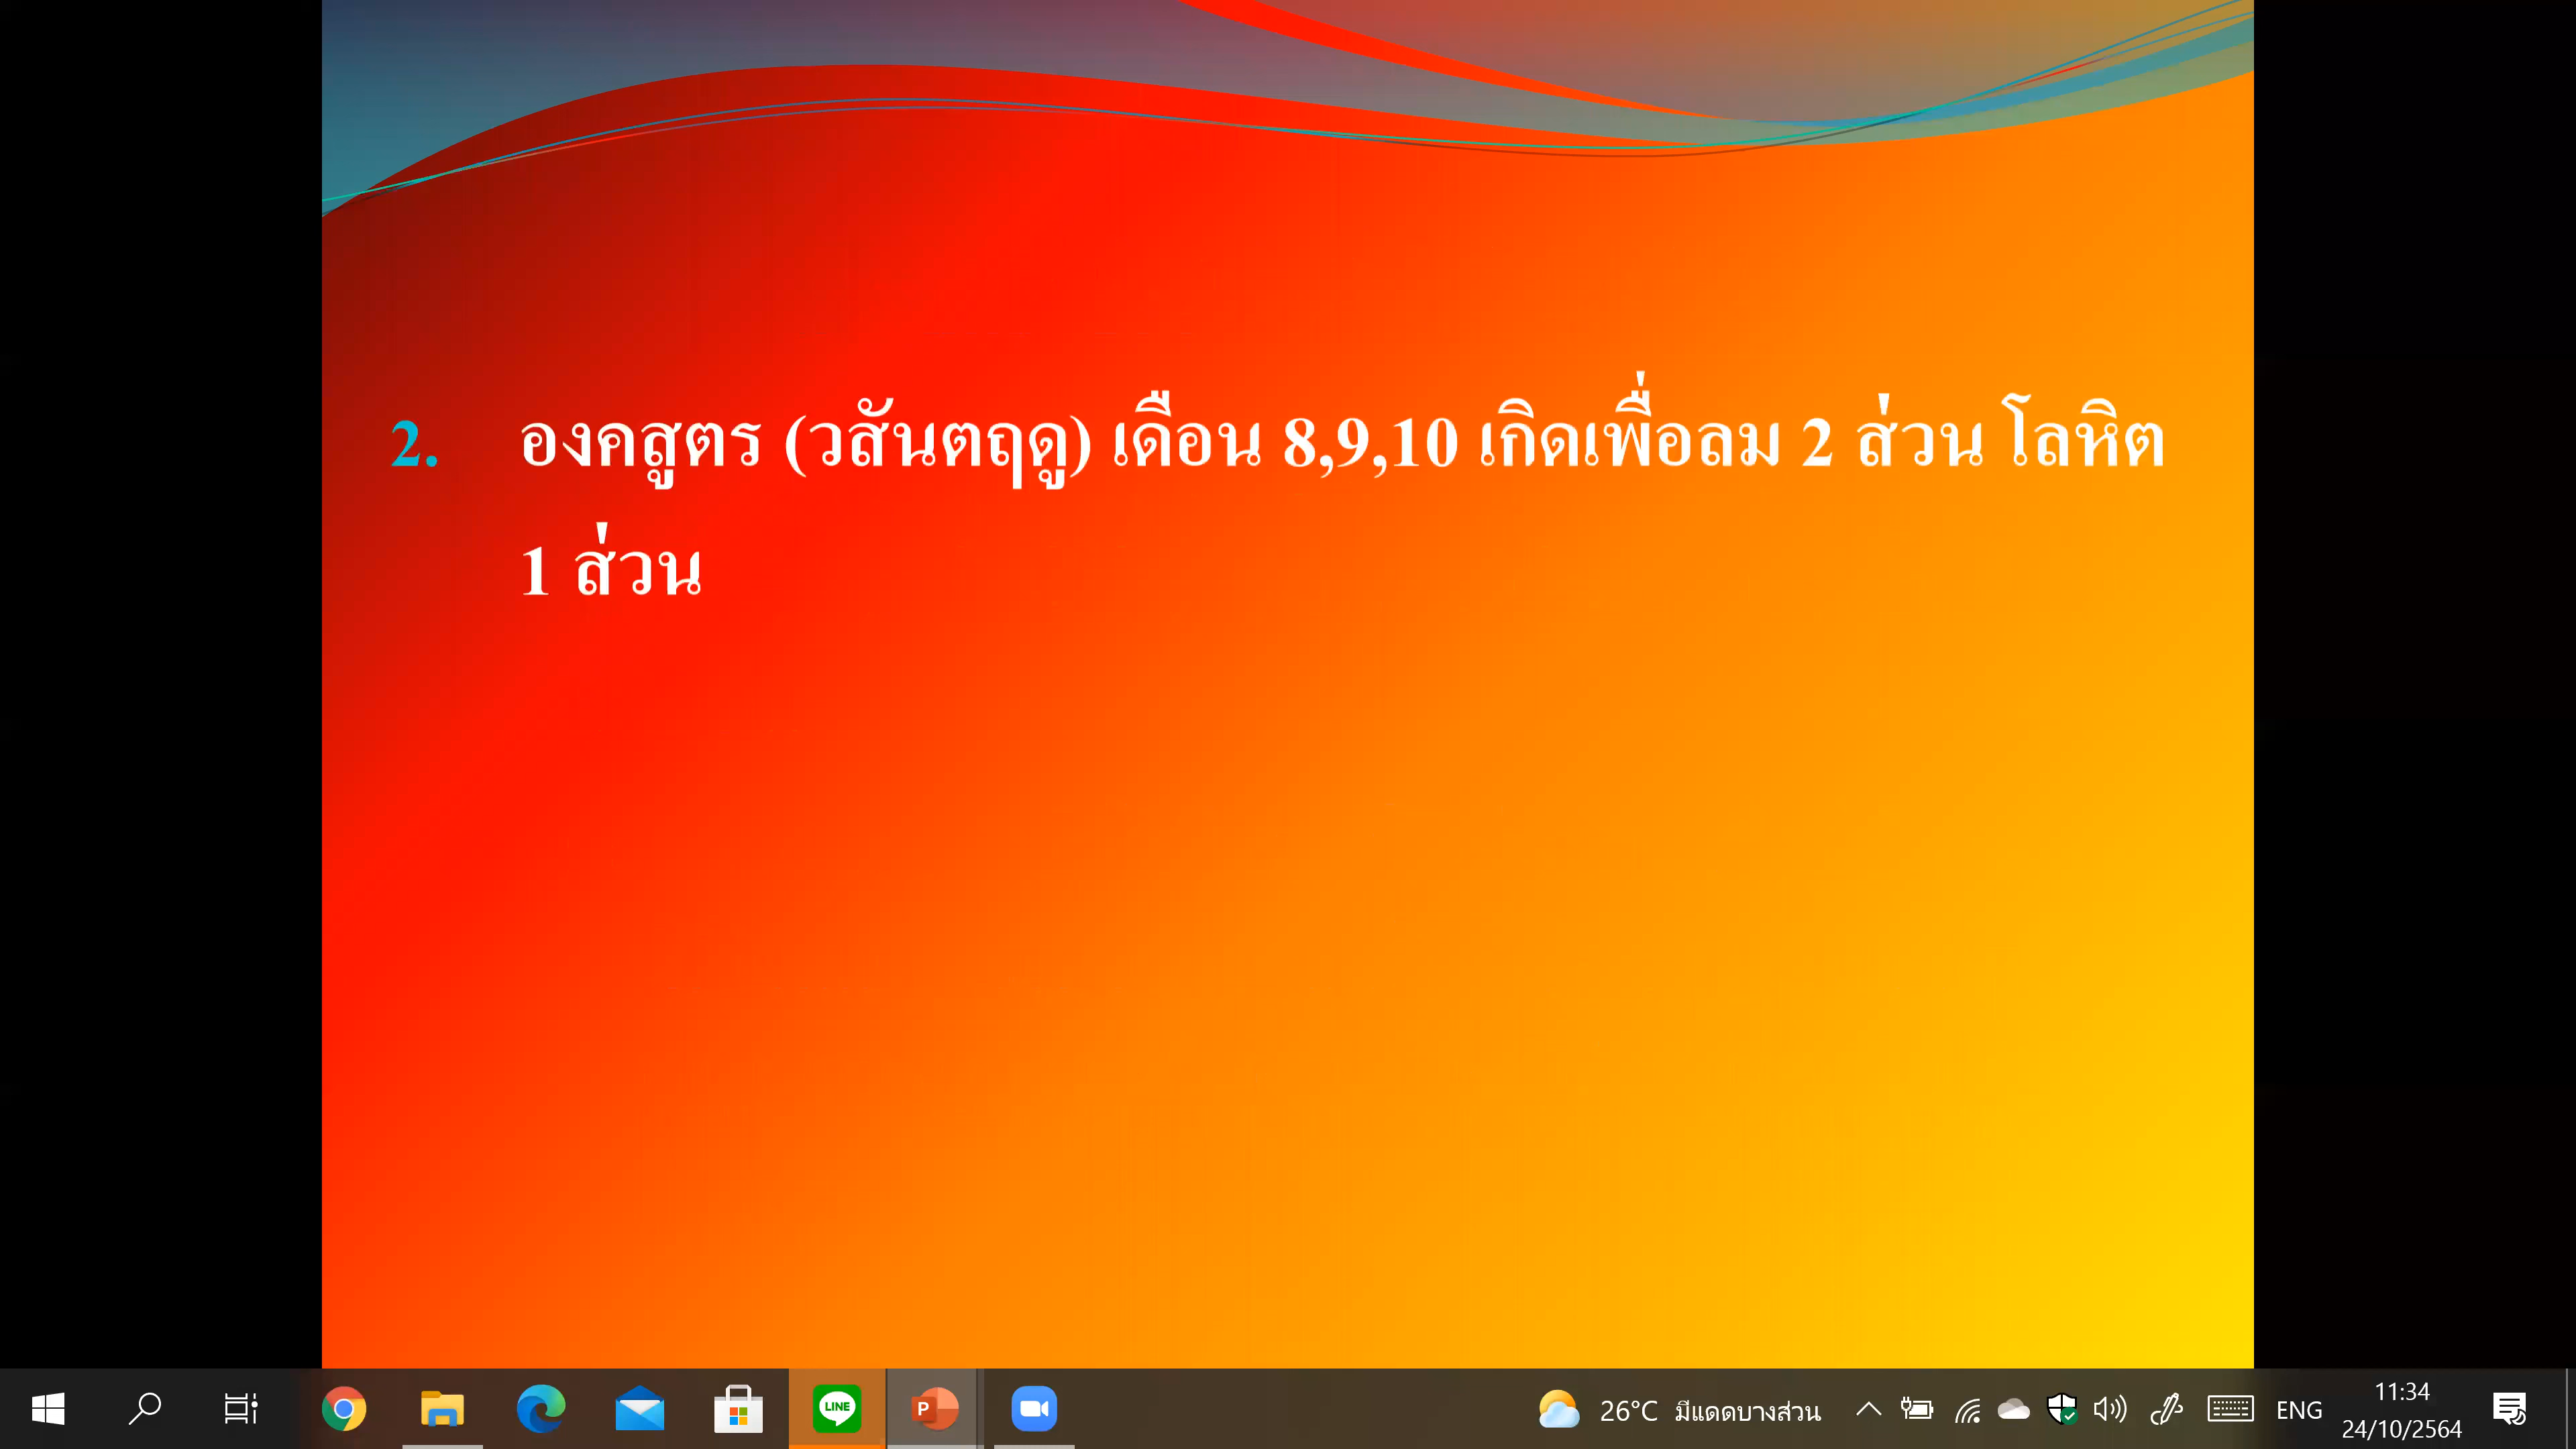 2. องคสูตร (วสันตฤดู) เดือน 8,9,10 เกิดเพื่อลม 2 ส่วน โลหิต
1 ส่วน
LINE
P
26°C มีแดดบางส่วน
ENG
11:34
24/10/2564